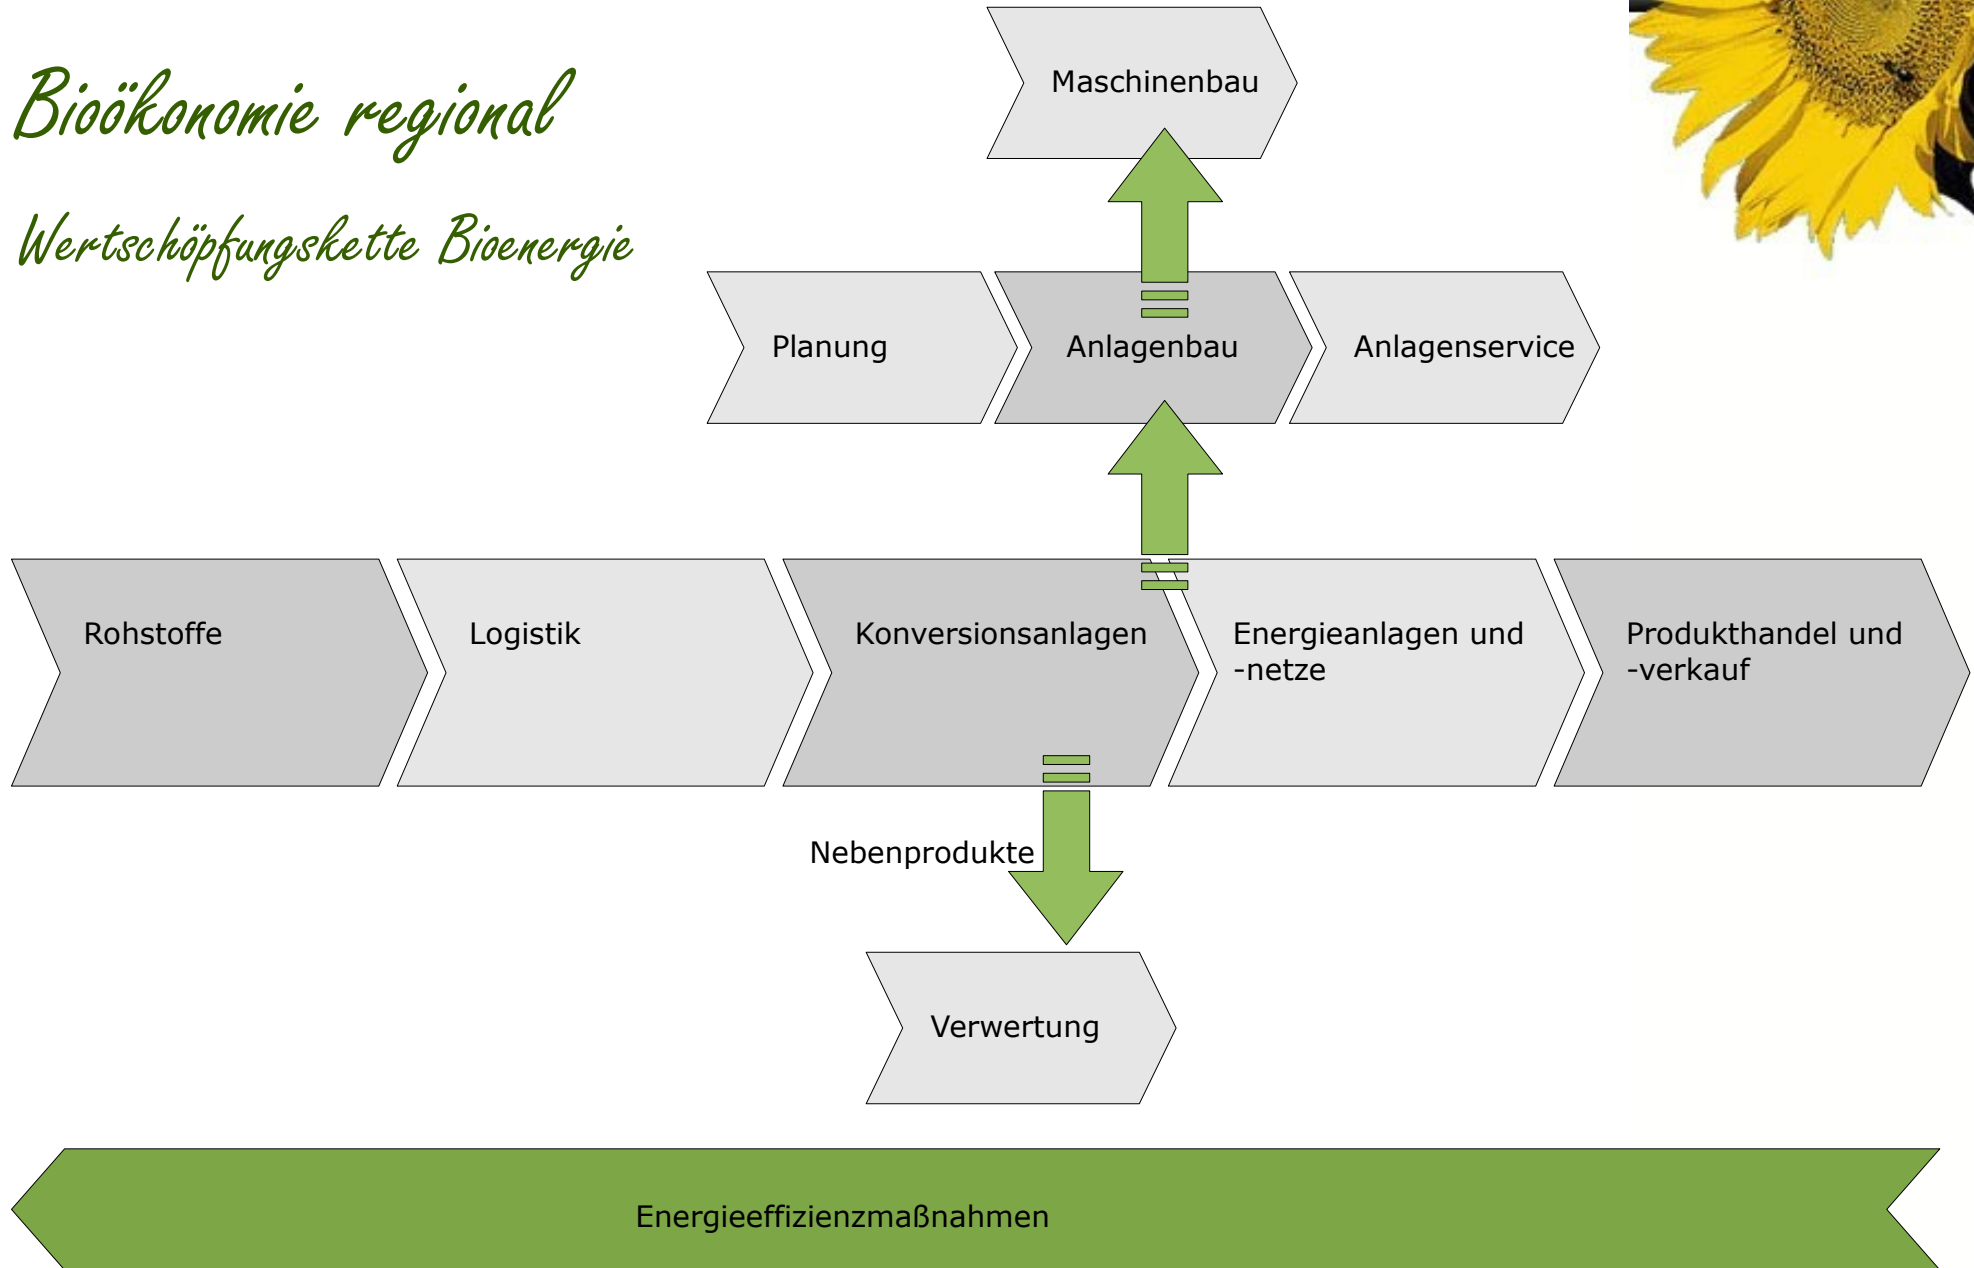 Bioökonomie regional
Wertschöpfungskette Bioenergie
Maschinenbau
Planung
Anlagenbau
Anlagenservice
Rohstoffe
Logistik
Konversionsanlagen
Energieanlagen und
-netze
Produkthandel und
-verkauf
Nebenprodukte
Verwertung
Energieeffizienzmaßnahmen